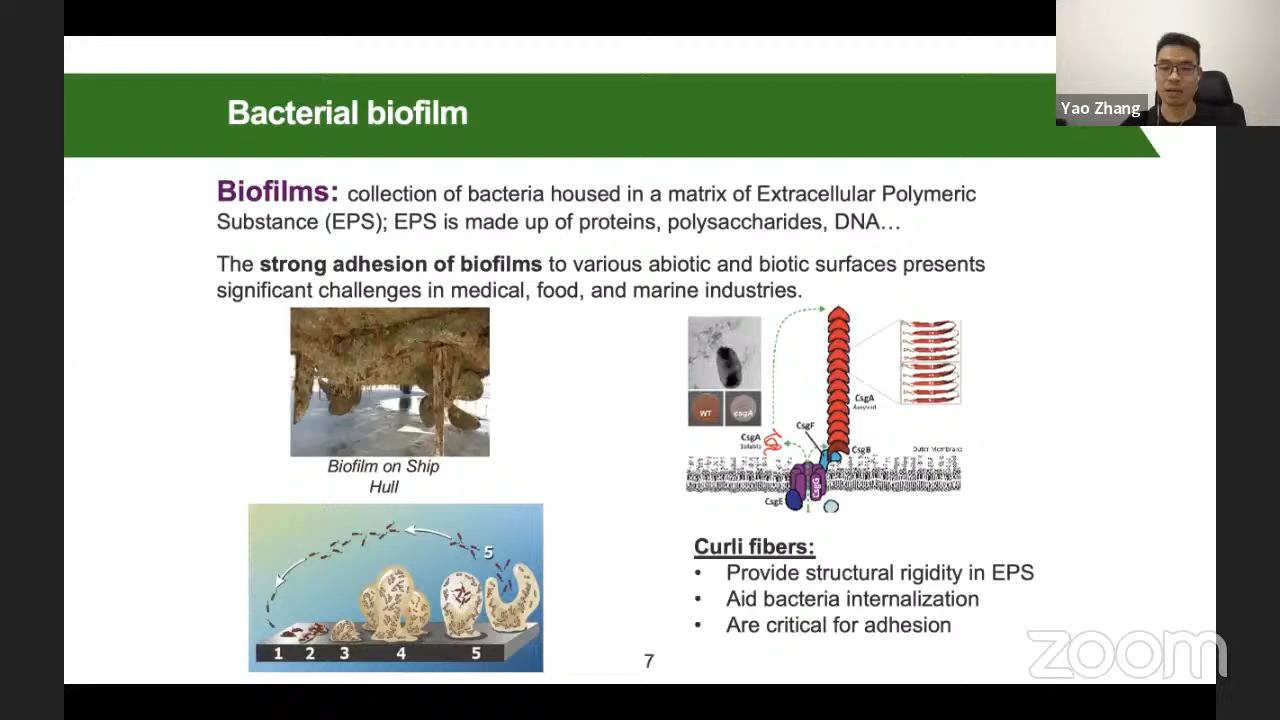 Yao Zhang
Bacterial biofilm
Biofilms: collection of bacteria housed in a matrix of Extracellular Polymeric
Substance (EPS); EPS is made up of proteins, polysaccharides, DNA…
The strong adhesion of biofilms to various abiotic and biotic surfaces presents
significant challenges in medical, food, and marine industries.
Biofilm on Ship
Hull
5
1 2 3 4 5
WT csgA
CsgA
Amyloid
CsgF
CsgA
Soluble
CsgB
Outer Membrane
CsgG
CsgE
Curli fibers:
• Provide structural rigidity in EPS
• Aid bacteria internalization
• Are critical for adhesion
7
zoom